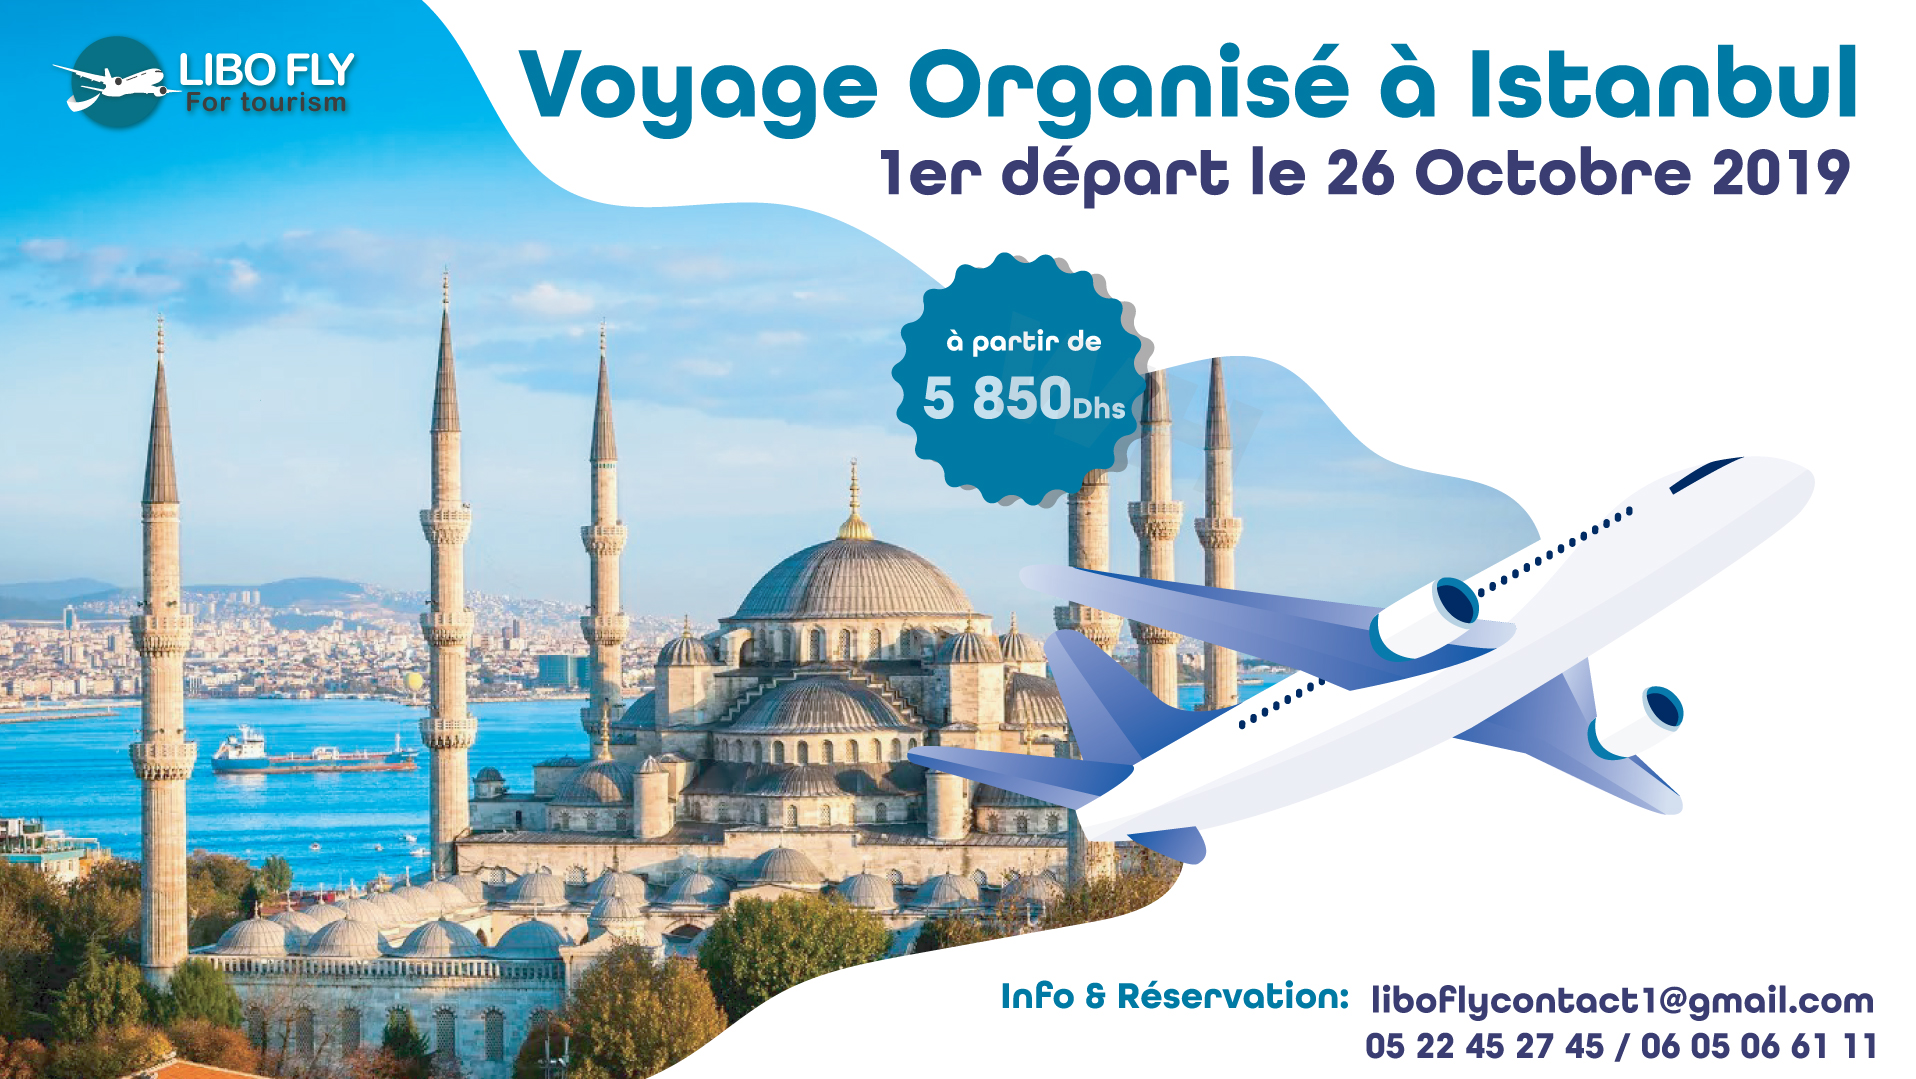 LIBO FLY
For tourism
Voyage Organisé à Istanbul
1er départ le 26 Octobre 2019
à partir de
5 850Dhs
Info & Réservation: liboflycontact1@gmail.com
05 22 45 27 45 / 06 05 06 61 11